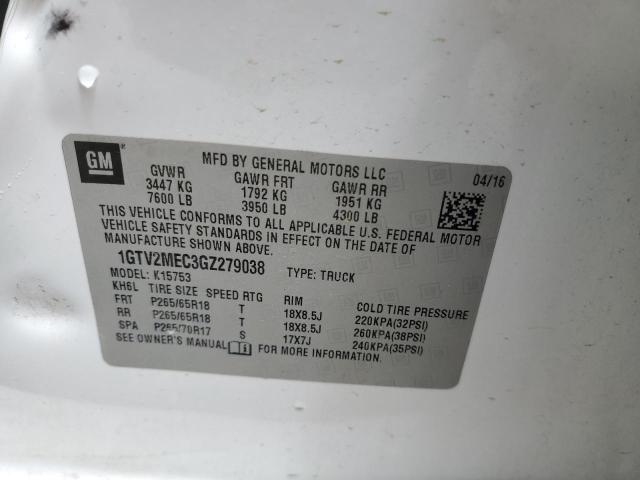 GM
MFD BY GENERAL MOTORS LLC
04/16
GVWR GAWR FRT GAWR RR
3447 KG 1792 KG 1951 KG
7600 LB 3950 LB 4300 LB
THIS VEHICLE CONFORMS TO ALL APPLICABLE U.S. FEDERAL MOTOR
VEHICLE SAFETY STANDARDS IN EFFECT ON THE DATE OF
MANUFACTURE SHOWN ABOVE.
1GTV2MEC3GZ279038 TYPE: TRUCK
MODEL: K15753
KH6L TIRE SIZE SPEED RTG RIM COLD TIRE PRESSURE
FRT P265/65R18 T 18X8.5J 220KPA(32PSI)
RR P265/65R18 T 18X8.5J 260KPA(38PSI)
SPA P265/70R17 S 17X7J 240KPA(35PSI)
SEE OWNER'S MANUAL FOR MORE INFORMATION.